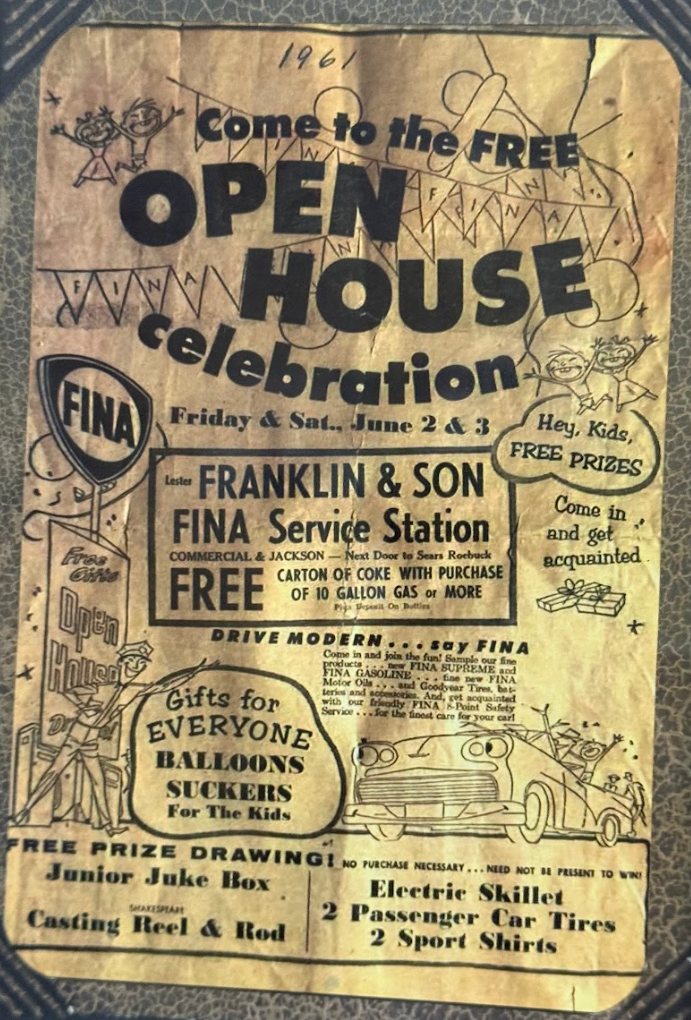 1961
Come to the FREE
OPEN
FINA
HOUSE
FINA
celebration
FINA
Friday & Sat., June 2 & 3
Hey, Kids,
FREE PRIZES
Lester FRANKLIN & SON
FINA Service Station
COMMERCIAL & JACKSON — Next Door to Sears Roebuck
FREE CARTON OF COKE WITH PURCHASE
OF 10 GALLON GAS or MORE
Plus Deposit On Bottles
Come in
and get
acquainted
Free
Gifts
Open
House
DRIVE MODERN . . . say FINA
Come in and join the fun! Sample our fine
products . . . new FINA SUPREME and
FINA GASOLINE . . . fine new FINA
Motor Oils . . . and Goodyear Tires, bat-
teries and accessories. And, get acquainted
with our friendly FINA 8-Point Safety
Service . . . for the finest care for your car!
Gifts for
EVERYONE
BALLOONS
SUCKERS
For The Kids
FREE PRIZE DRAWING! NO PURCHASE NECESSARY . . . NEED NOT BE PRESENT TO WIN!
Junior Juke Box
SHAKESPEARE
Casting Reel & Rod
Electric Skillet
2 Passenger Car Tires
2 Sport Shirts